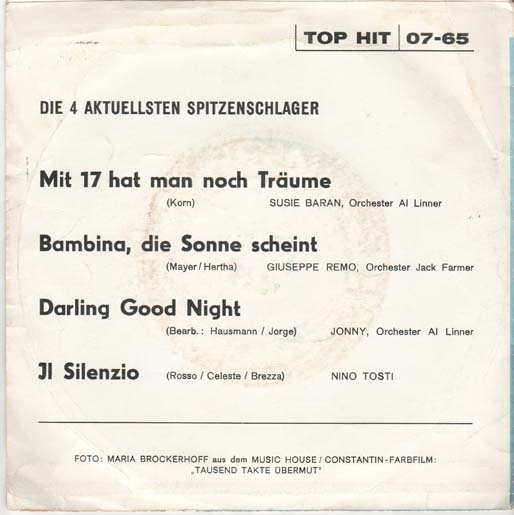 TOP HIT 07-65
DIE 4 AKTUELLSTEN SPITZENSCHLAGER
Mit 17 hat man noch Träume
(Korn) SUSIE BARAN, Orchester Al Linner
Bambina, die Sonne scheint
(Mayer/Hertha) GIUSEPPE REMO, Orchester Jack Farmer
Darling Good Night
(Bearb.: Hausmann / Jorge) JONNY, Orchester Al Linner
JI Silenzio (Rosso / Celeste / Brezza) NINO TOSTI
FOTO: MARIA BROCKERHOFF aus dem MUSIC HOUSE / CONSTANTIN-FARBFILM:
„TAUSEND TAKTE ÜBERMUT"